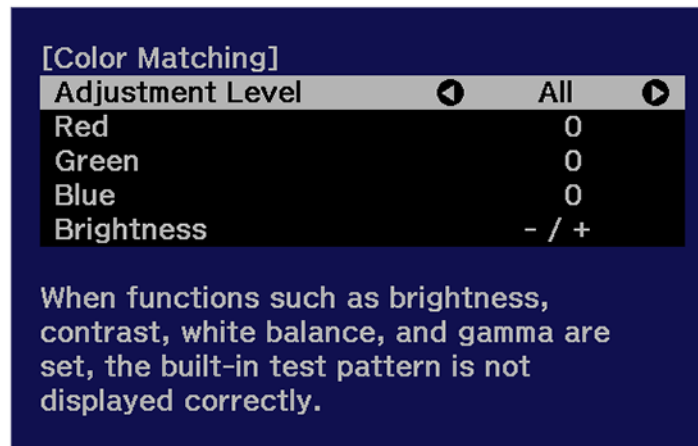 [Color Matching]
Adjustment Level All
Red 0
Green 0
Blue 0
Brightness - / +
When functions such as brightness,
contrast, white balance, and gamma are
set, the built-in test pattern is not
displayed correctly.